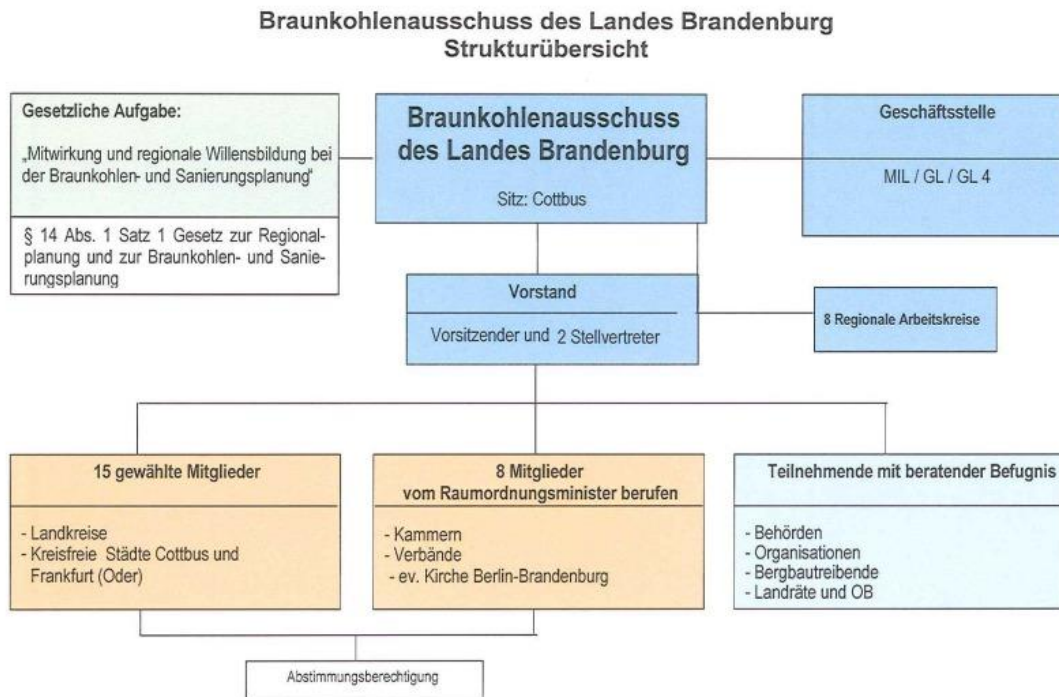 Braunkohlenausschuss des Landes Brandenburg
Strukturübersicht
Gesetzliche Aufgabe:
„Mitwirkung und regionale Willensbildung bei
der Braunkohlen- und Sanierungsplanung“
§ 14 Abs. 1 Satz 1 Gesetz zur Regional-
planung und zur Braunkohlen- und Sanie-
rungsplanung
Braunkohlenausschuss
des Landes Brandenburg
Sitz: Cottbus
Geschäftsstelle
MIL / GL / GL 4
Vorstand
Vorsitzender und 2 Stellvertreter
8 Regionale Arbeitskreise
15 gewählte Mitglieder
- Landkreise
- Kreisfreie Städte Cottbus und
Frankfurt (Oder)
8 Mitglieder
vom Raumordnungsminister berufen
- Kammern
- Verbände
- ev. Kirche Berlin-Brandenburg
Teilnehmende mit beratender Befugnis
- Behörden
- Organisationen
- Bergbautreibende
- Landräte und OB
Abstimmungsberechtigung